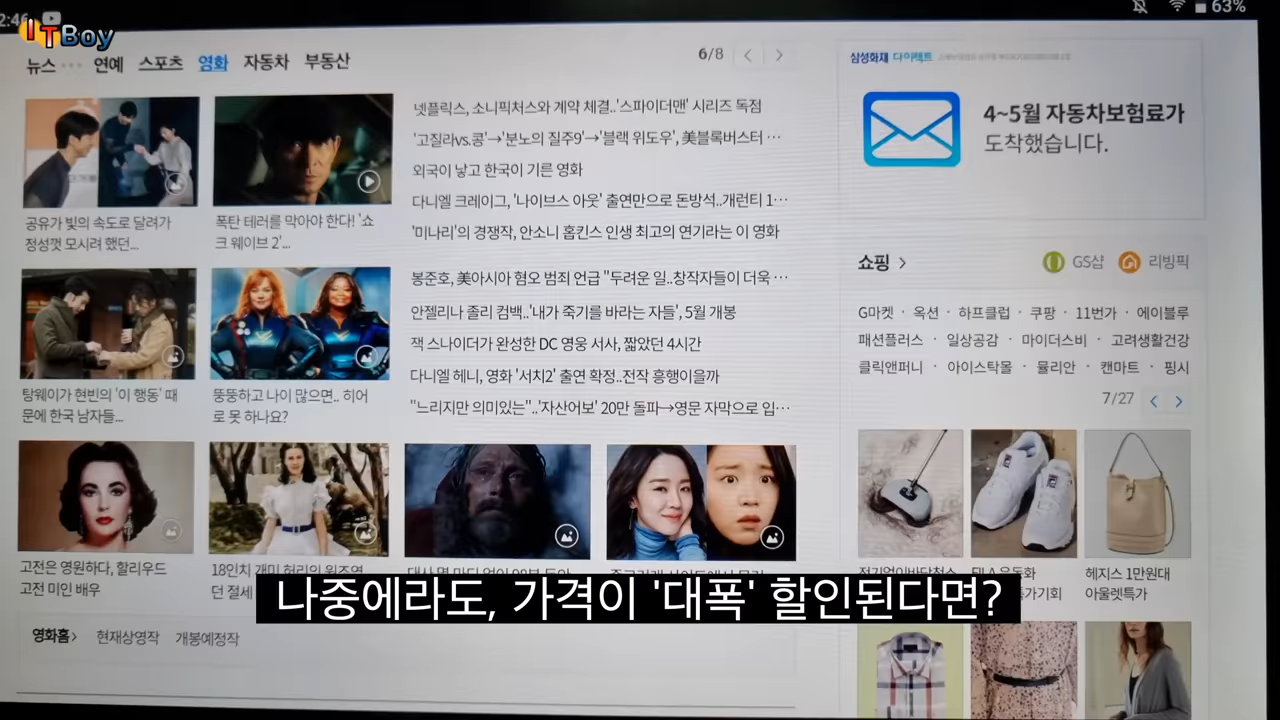 2:46
63%
ITBoy
뉴스 연예 스포츠 영화 자동차 부동산
6/8
공유가 빛의 속도로 달려가
정성껏 모시려 했던...
폭탄 테러를 막아야 한다! '쇼
크 웨이브 2'...
넷플릭스, 소니픽처스와 계약 체결..'스파이더맨' 시리즈 독점
'고질라vs.콩'→'분노의 질주9'→'블랙 위도우', 美블록버스터 …
외국이 낳고 한국이 기른 영화
다니엘 크레이그, '나이브스 아웃' 출연만으로 돈방석..개런티 1…
'미나리'의 경쟁작, 안소니 홉킨스 인생 최고의 연기라는 이 영화
탕웨이가 현빈의 '이 행동' 때
문에 한국 남자들...
뚱뚱하고 나이 많으면.. 히어
로 못 하나요?
봉준호, 美아시아 혐오 범죄 언급 "두려운 일..창작자들이 더욱 …
안젤리나 졸리 컴백..'내가 죽기를 바라는 자들', 5월 개봉
잭 스나이더가 완성한 DC 영웅 서사, 짧았던 4시간
다니엘 헤니, 영화 '서치2' 출연 확정..전작 흥행이을까
"느리지만 의미있는"..'자산어보' 20만 돌파→영문 자막으로 입…
고전은 영원하다, 할리우드
고전 미인 배우
18인치 개미 허리의 원조연
던 절세
영화홈> 현재상영작 개봉예정작
삼성화재 다이렉트
4~5월 자동차보험료가
도착했습니다.
쇼핑 >
GS샵 리빙픽
G마켓 · 옥션 · 하프클럽 · 쿠팡 · 11번가 · 에이블루
패션플러스 · 일상공감 · 마이더스비 · 고려생활건강
클릭앤퍼니 · 아이스탁몰 · 뮬리안 · 캔마트 · 핑시
7/27
헤지스 1만원대
아울렛특가
나중에라도, 가격이 '대폭' 할인된다면?